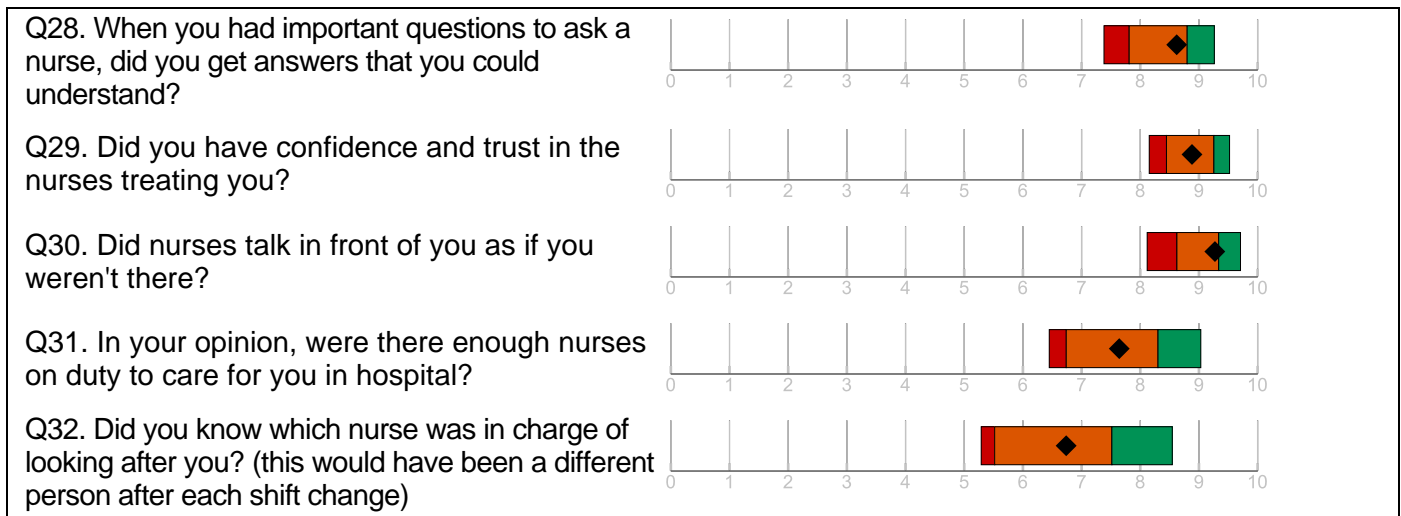 Q28. When you had important questions to ask a
nurse, did you get answers that you could
understand?
0 1 2 3 4 5 6 7 8 9 10
Q29. Did you have confidence and trust in the
nurses treating you?
0 1 2 3 4 5 6 7 8 9 10
Q30. Did nurses talk in front of you as if you
weren't there?
0 1 2 3 4 5 6 7 8 9 10
Q31. In your opinion, were there enough nurses
on duty to care for you in hospital?
0 1 2 3 4 5 6 7 8 9 10
Q32. Did you know which nurse was in charge of
looking after you? (this would have been a different
person after each shift change)
0 1 2 3 4 5 6 7 8 9 10